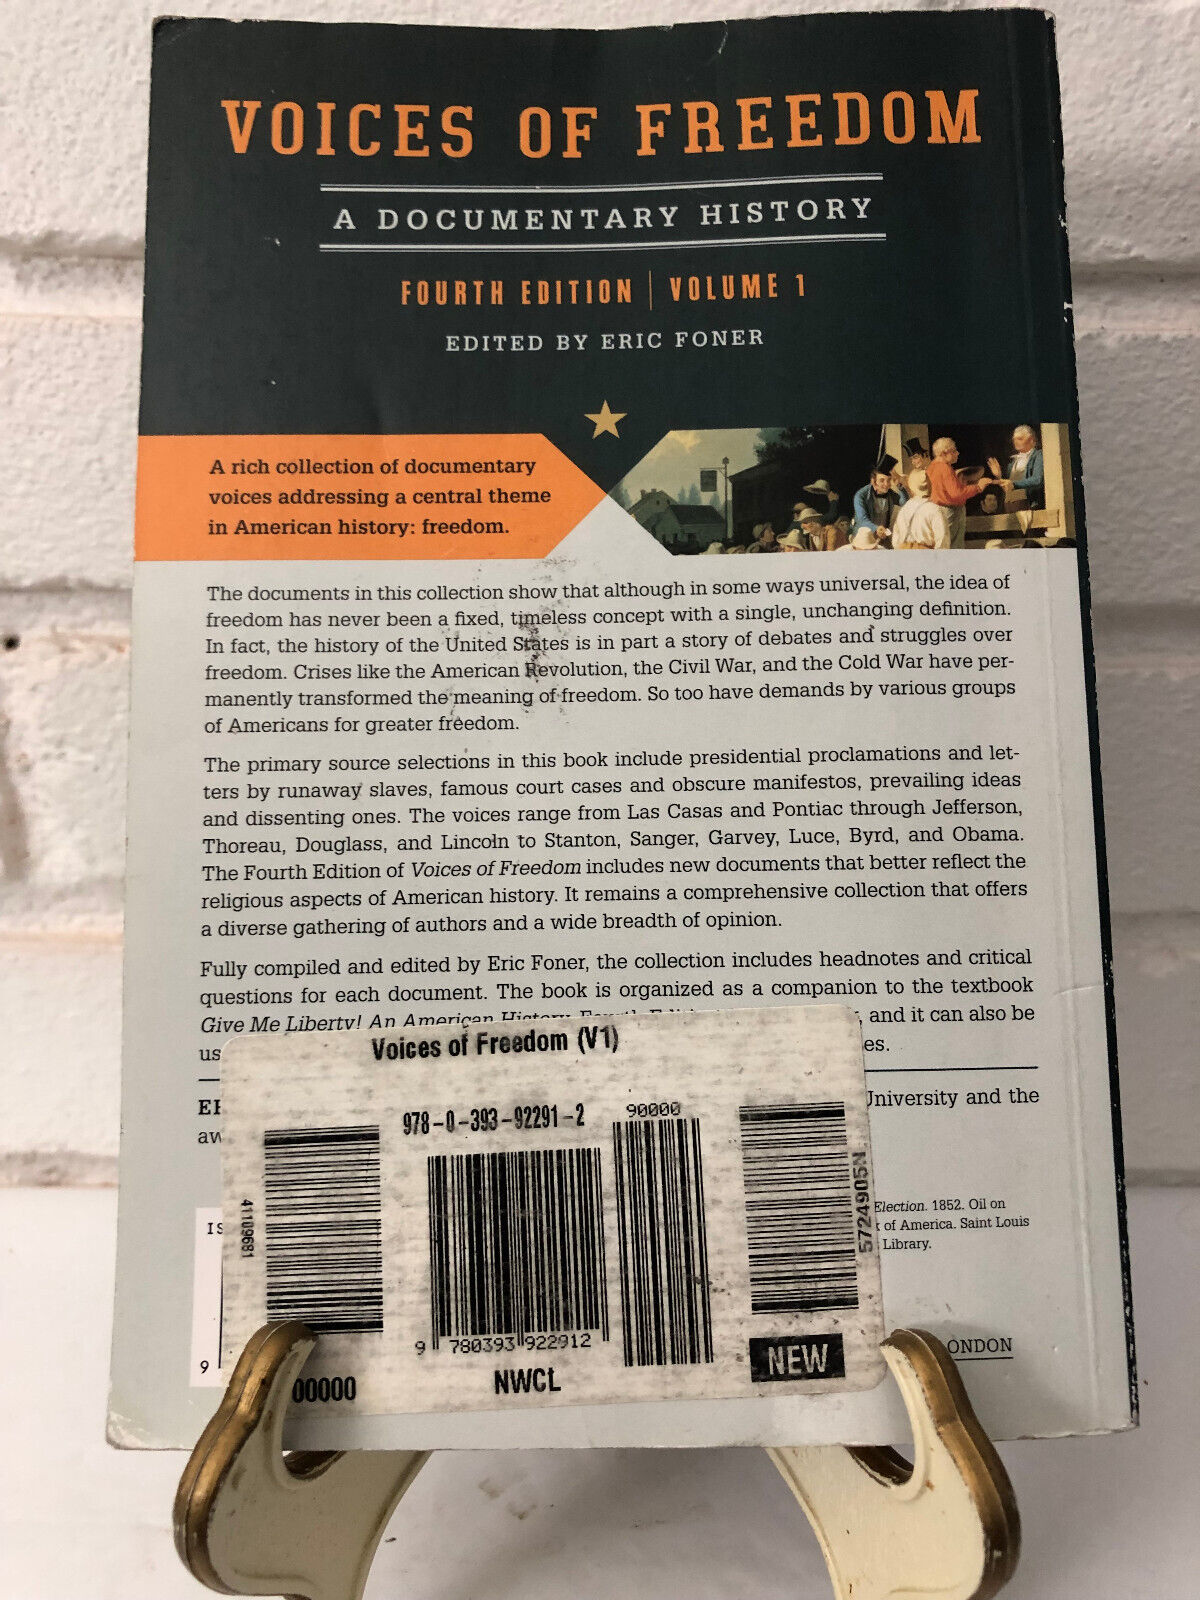 VOICES OF FREEDOM
A DOCUMENTARY HISTORY
FOURTH EDITION | VOLUME 1
EDITED BY ERIC FONER
A rich collection of documentary
voices addressing a central theme
in American history: freedom.
The documents in this collection show that although in some ways universal, the idea of
freedom has never been a fixed, timeless concept with a single, unchanging definition.
In fact, the history of the United States is in part a story of debates and struggles over
freedom. Crises like the American Revolution, the Civil War, and the Cold War have per-
manently transformed the meaning of freedom. So too have demands by various groups
of Americans for greater freedom.
The primary source selections in this book include presidential proclamations and let-
ters by runaway slaves, famous court cases and obscure manifestos, prevailing ideas
and dissenting ones. The voices range from Las Casas and Pontiac through Jefferson,
Thoreau, Douglass, and Lincoln to Stanton, Sanger, Garvey, Luce, Byrd, and Obama.
The Fourth Edition of Voices of Freedom includes new documents that better reflect the
religious aspects of American history. It remains a comprehensive collection that offers
a diverse gathering of authors and a wide breadth of opinion.
Fully compiled and edited by Eric Foner, the collection includes headnotes and critical
questions for each document. The book is organized as a companion to the textbook
Give Me Liberty! An American History, Fourth , and it can also be
us es.
University and the
aw
Election. 1852. Oil on
of America. Saint Louis
Library.
ONDON
IS
9
Voices of Freedom (V1)
978-0-393-92291-2
90000
41109681
5724905N
9 780393 922912
00000
NWCL
NEW